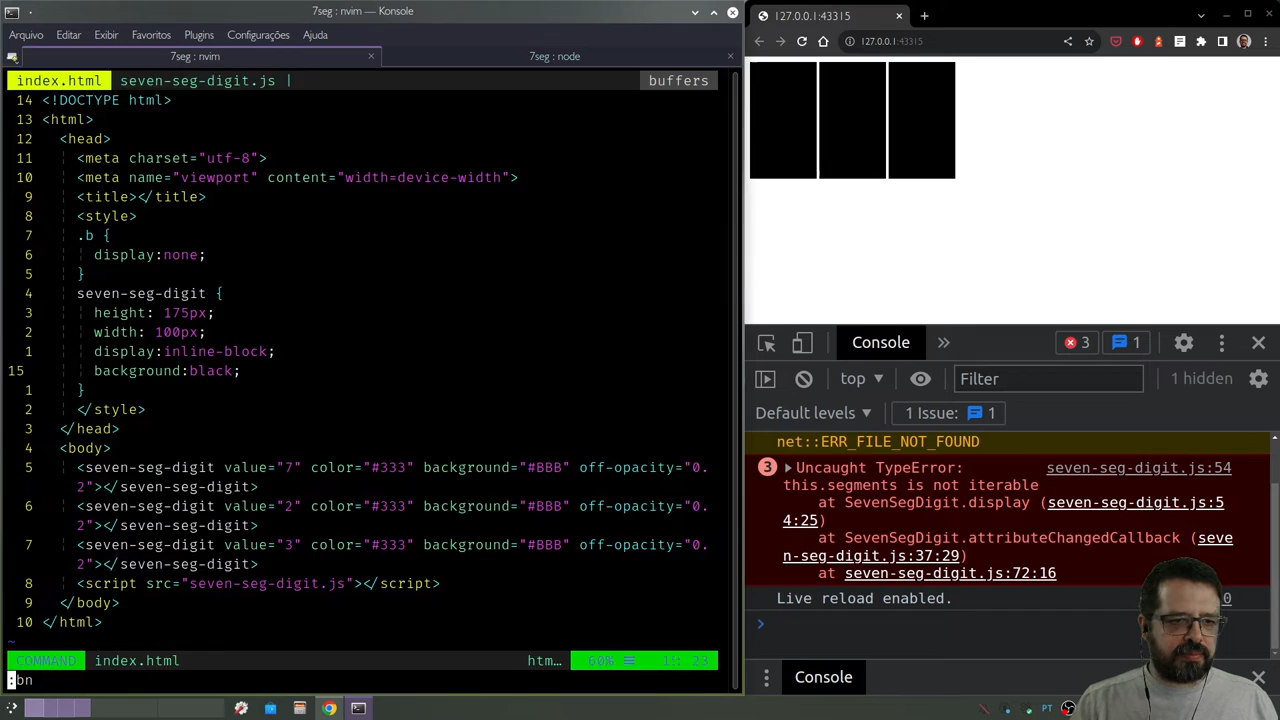 7seg : nvim — Konsole
Arquivo Editar Exibir Favoritos Plugins Configurações Ajuda
7seg : nvim
7seg : node
index.html seven-seg-digit.js |
buffers
14 <!DOCTYPE html>
13 <html>
12 <head>
11 <meta charset="utf-8">
10 <meta name="viewport" content="width=device-width">
9 <title></title>
8 <style>
7 .b {
6 display:none;
5 }
4 seven-seg-digit {
3 height: 175px;
2 width: 100px;
1 display:inline-block;
15 background:black;
1 }
2 </style>
3 </head>
4 <body>
5 <seven-seg-digit value="7" color="#333" background="#BBB" off-opacity="0.
2"></seven-seg-digit>
6 <seven-seg-digit value="2" color="#333" background="#BBB" off-opacity="0.
2"></seven-seg-digit>
7 <seven-seg-digit value="3" color="#333" background="#BBB" off-opacity="0.
2"></seven-seg-digit>
8 <script src="seven-seg-digit.js"></script>
9 </body>
10 </html>
~
COMMAND index.html
htm… 60% 
:bn
127.0.0.1:43315
127.0.0.1:43315
Console
3
1
top
Filter
1 hidden
Default levels
1 Issue: 1
net::ERR_FILE_NOT_FOUND
3 Uncaught TypeError: seven-seg-digit.js:54
this.segments is not iterable
at SevenSegDigit.display (seven-seg-digit.js:5
4:25)
at SevenSegDigit.attributeChangedCallback (seve
n-seg-digit.js:37:29)
at seven-seg-digit.js:72:16
Live reload enabled.
Console
PT